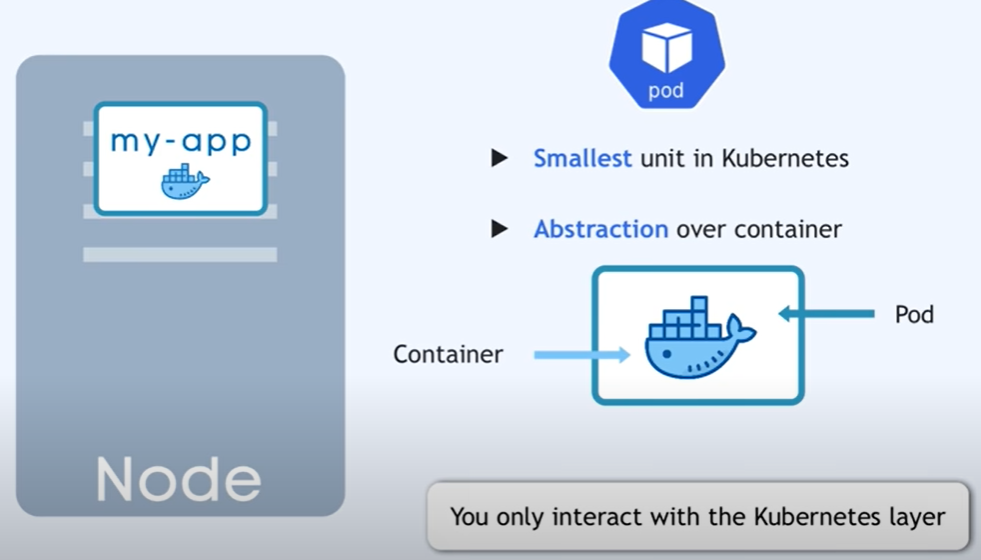 my-app
Node
pod
Smallest unit in Kubernetes
Abstraction over container
Container
Pod
You only interact with the Kubernetes layer